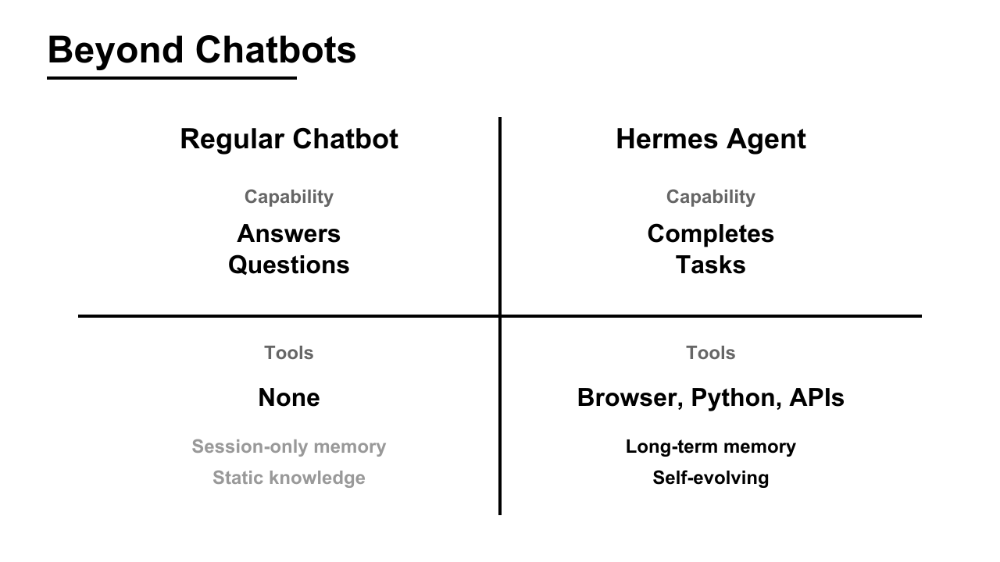 Beyond Chatbots
Regular Chatbot
Capability
Answers
Questions
Tools
None
Session-only memory
Static knowledge
Hermes Agent
Capability
Completes
Tasks
Tools
Browser, Python, APIs
Long-term memory
Self-evolving